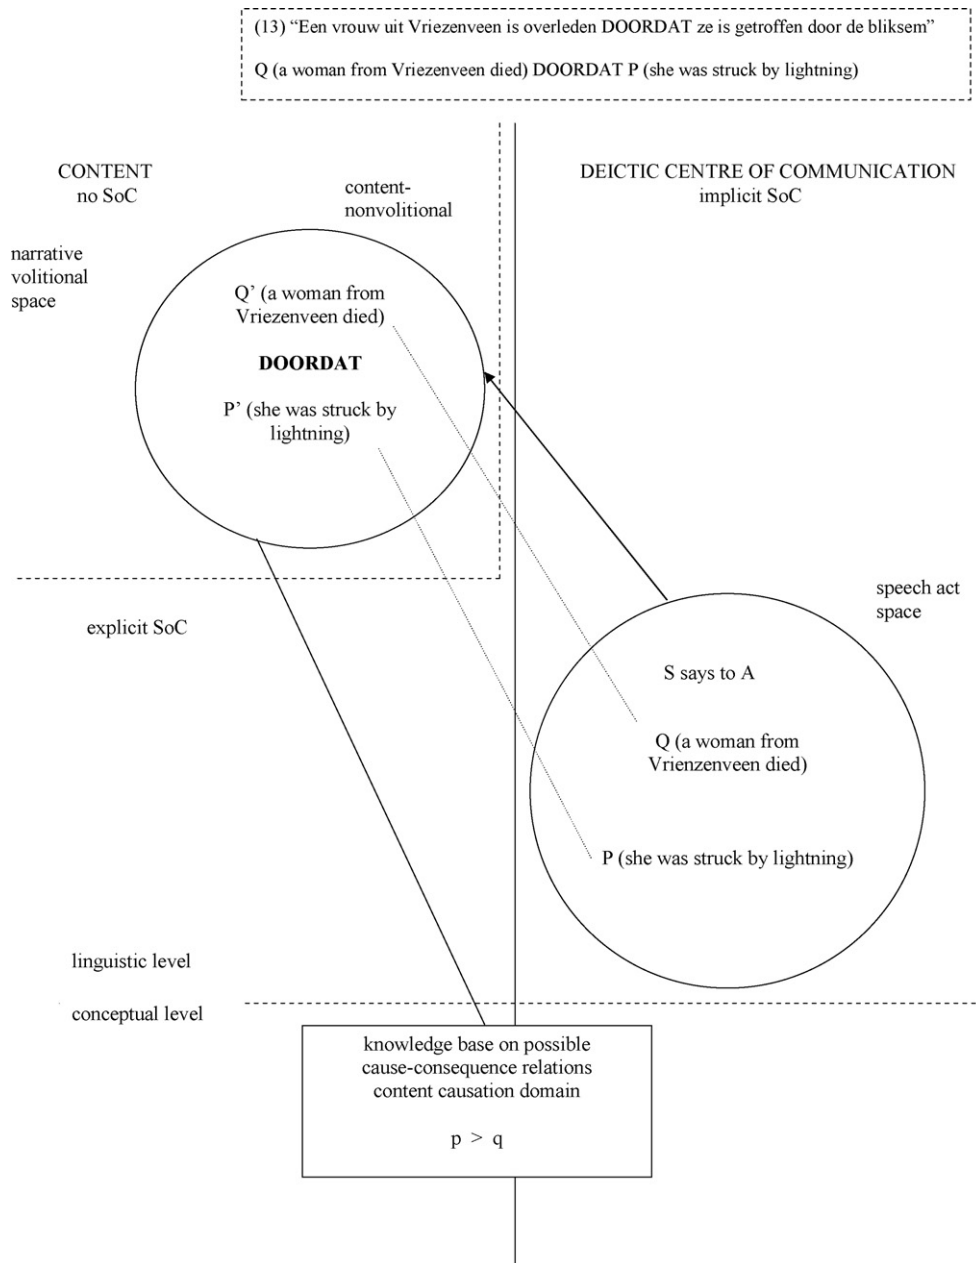 (13) “Een vrouw uit Vriezenveen is overleden DOORDAT ze is getroffen door de bliksem”
Q (a woman from Vriezenveen died) DOORDAT P (she was struck by lightning)
CONTENT
no SoC
content-
nonvolitional
narrative
volitional
space
Q’ (a woman from
Vriezenveen died)
DOORDAT
P’ (she was struck by
lightning)
explicit SoC
DEICTIC CENTRE OF COMMUNICATION
implicit SoC
speech act
space
S says to A
Q (a woman from
Vrienzenveen died)
P (she was struck by lightning)
linguistic level
conceptual level
knowledge base on possible
cause-consequence relations
content causation domain
p > q